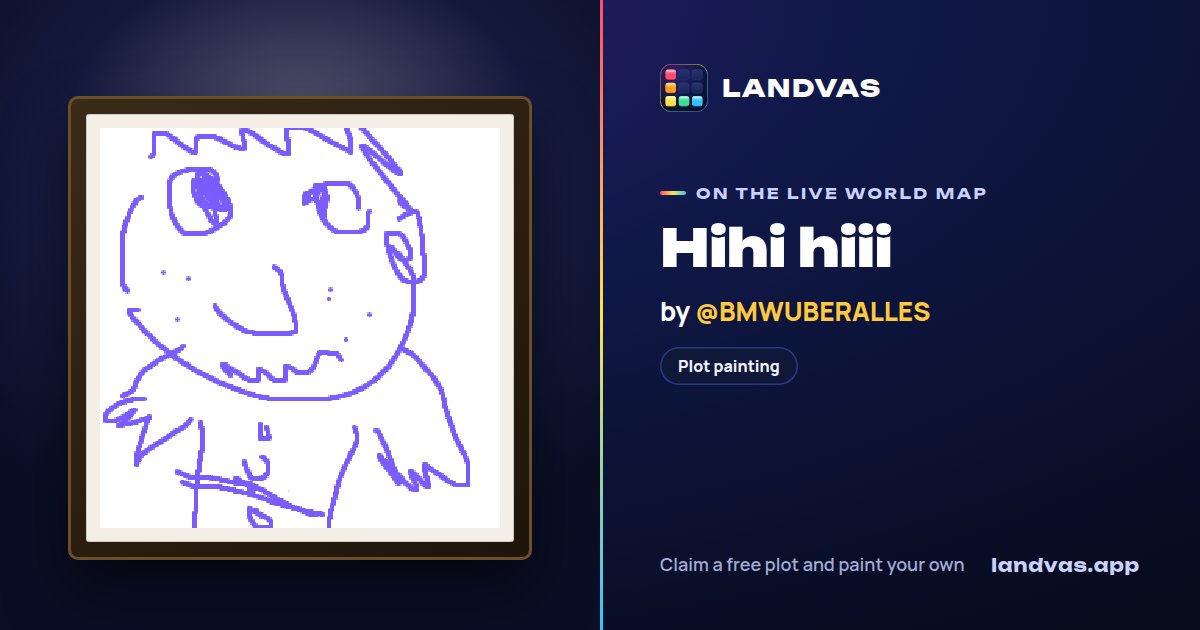 LANDVAS
ON THE LIVE WORLD MAP
Hihi hiii
by @BMWUBERALLES
Plot painting
Claim a free plot and paint your own
landvas.app